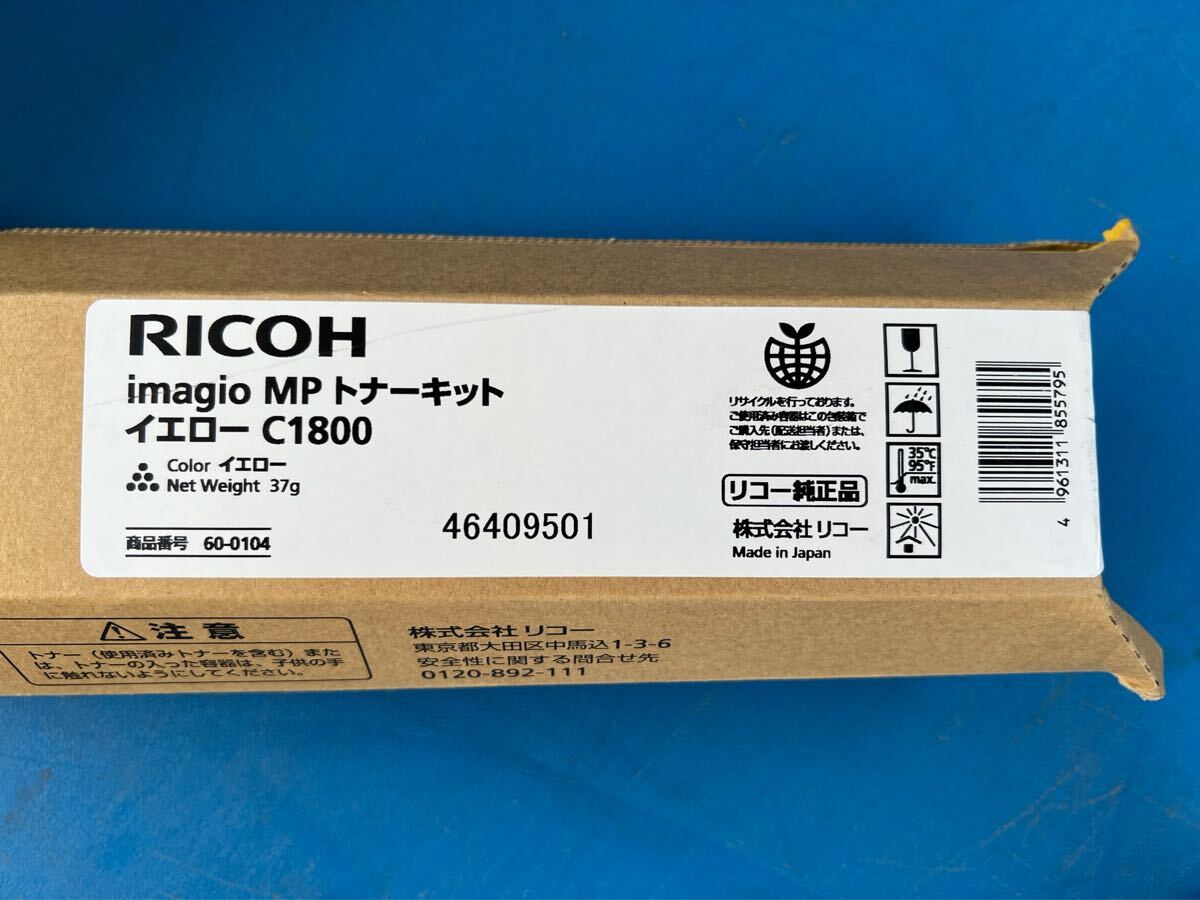 RICOH
imagio MP トナーキット
イエロー C1800
Color イエロー
Net Weight 37g
商品番号 60-0104
46409501
リサイクルを行っております。
ご使用済み容器はこの包装箱で
ご購入先（配送担当者）または、
保守担当者にお渡しください。
リコー純正品
株式会社リコー
Made in Japan
35℃
95°F
max.
4 961311 855795
注意
トナー（使用済みトナーを含む）また
は、トナーの入った容器は、子供の手
に触れないようにしてください。
株式会社リコー
東京都大田区中馬込1-3-6
安全性に関する問合せ先
0120-892-111